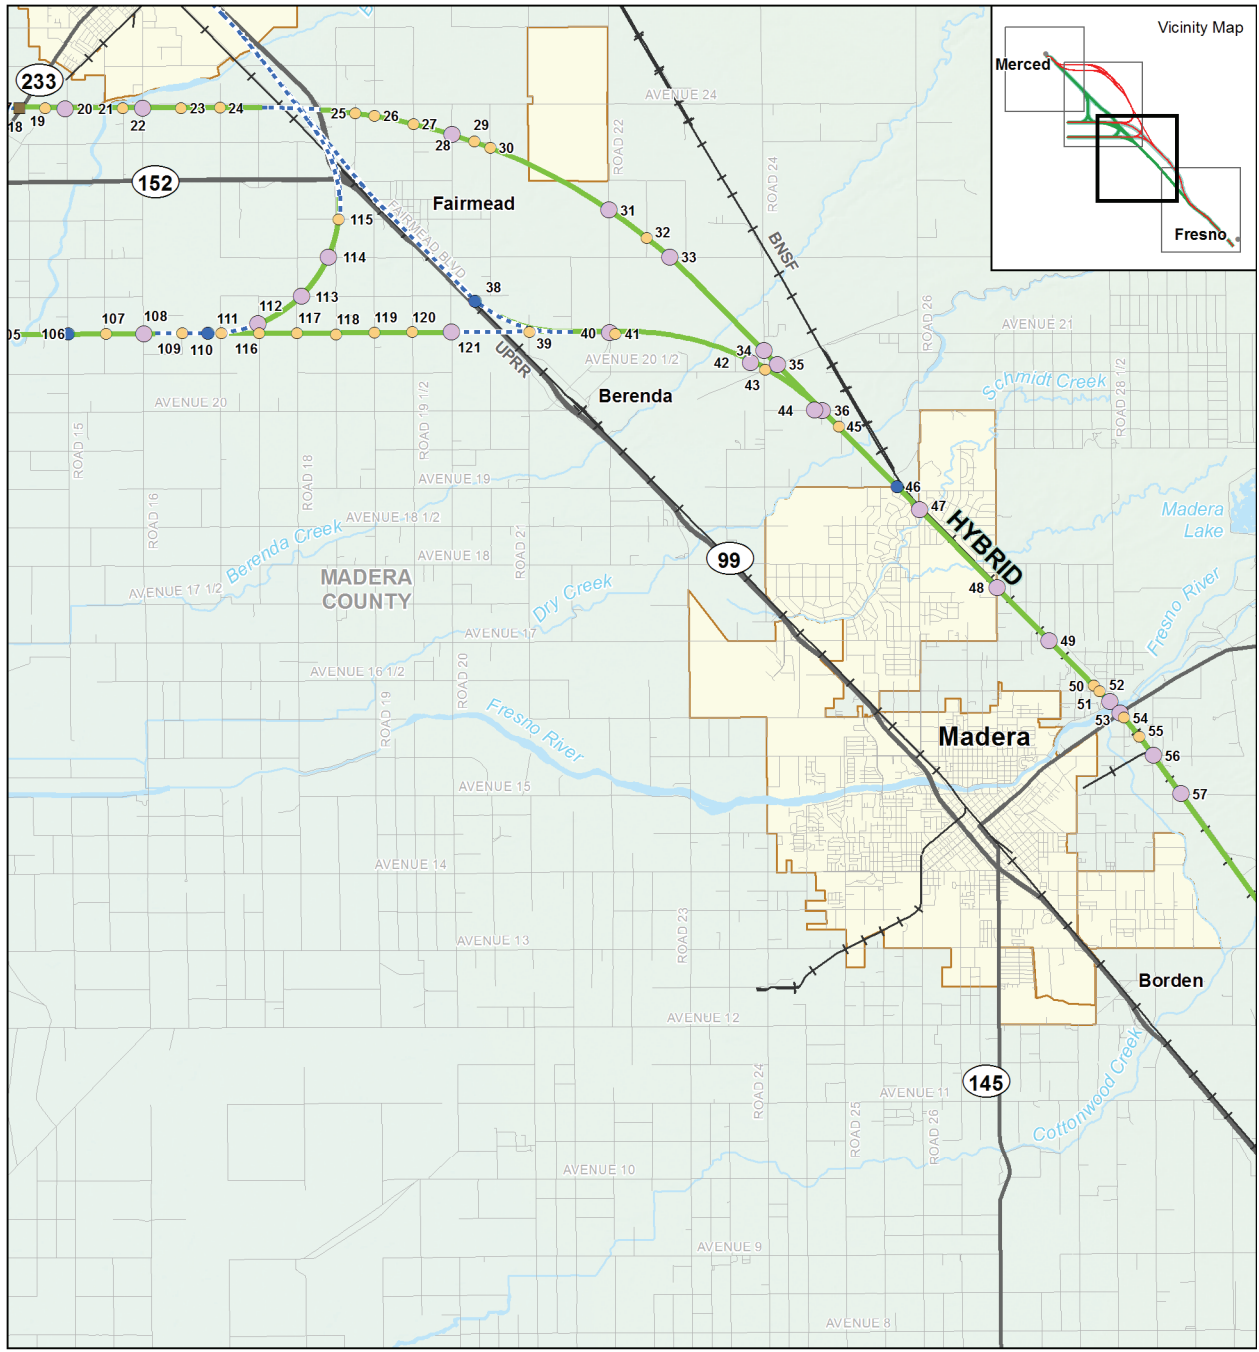 Vicinity Map
Merced
Fresno
233
18
19
20
21
22
23
24
25
26
27
28
29
30
AVENUE 24
ROAD 22
ROAD 24
152
Fairmead
FAIRMEAD BLVD
BNSF
31
32
33
115
114
113
112
38
ROAD 26
AVENUE 21
05
106
107
108
109
110
111
116
117
118
119
120
121
39
40
41
UPRR
AVENUE 20 1/2
34
35
42
43
44
36
45
Schmidt Creek
ROAD 28 1/2
Berenda
AVENUE 20
ROAD 19 1/2
ROAD 15
ROAD 16
ROAD 18
AVENUE 19
46
47
HYBRID
Madera
Lake
AVENUE 18 1/2
Berenda Creek
AVENUE 18
ROAD 21
99
MADERA
COUNTY
AVENUE 17 1/2
Dry Creek
48
Fresno River
AVENUE 17
49
AVENUE 16 1/2
ROAD 20
ROAD 19
50
51
52
53
54
55
56
57
Fresno River
Madera
AVENUE 15
AVENUE 14
ROAD 23
AVENUE 13
Borden
AVENUE 12
ROAD 24
145
AVENUE 11
ROAD 25
ROAD 26
Cottonwood Creek
AVENUE 10
AVENUE 9
AVENUE 8